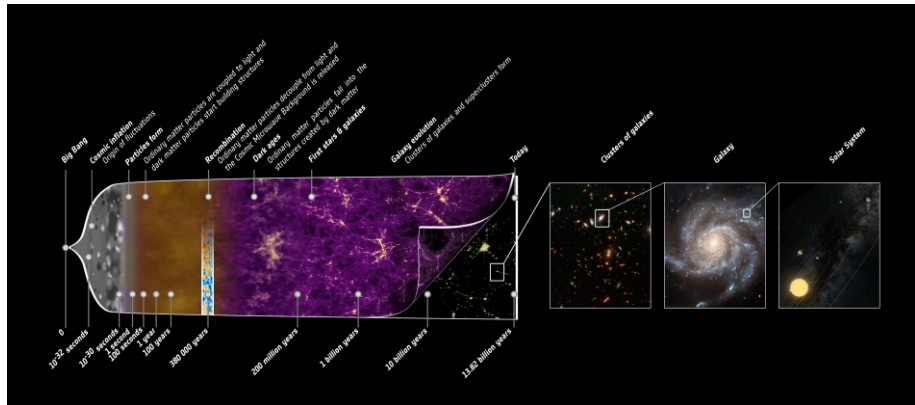 Big Bang
Cosmic inflation
Origin of fluctuations
Particles form
Ordinary matter particles are coupled to light and
dark matter particles start building structures
Recombination
Ordinary matter particles decouple from light and
the Cosmic Microwave Background is released
Dark ages
Ordinary matter particles fall into the
structures created by dark matter
First stars & galaxies
Galaxy evolution
Clusters of galaxies and superclusters form
Today
Clusters of galaxies
Galaxy
Solar System
0
10-32 seconds
10-30 seconds
1 second
100 seconds
1 year
100 years
380 000 years
200 million years
1 billion years
10 billion years
13.82 billion years